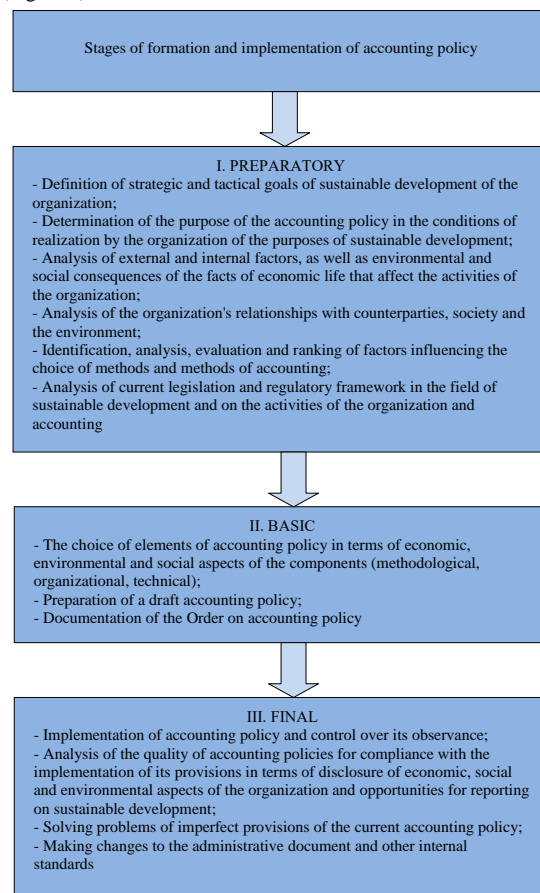 Stages of formation and implementation of accounting policy
I. PREPARATORY
- Definition of strategic and tactical goals of sustainable development of the
organization;
- Determination of the purpose of the accounting policy in the conditions of
realization by the organization of the purposes of sustainable development;
- Analysis of external and internal factors, as well as environmental and
social consequences of the facts of economic life that affect the activities of
the organization;
- Analysis of the organization's relationships with counterparties, society and
the environment;
- Identification, analysis, evaluation and ranking of factors influencing the
choice of methods and methods of accounting;
- Analysis of current legislation and regulatory framework in the field of
sustainable development and on the activities of the organization and
accounting
II. BASIC
- The choice of elements of accounting policy in terms of economic,
environmental and social aspects of the components (methodological,
organizational, technical);
- Preparation of a draft accounting policy;
- Documentation of the Order on accounting policy
III. FINAL
- Implementation of accounting policy and control over its observance;
- Analysis of the quality of accounting policies for compliance with the
implementation of its provisions in terms of disclosure of economic, social
and environmental aspects of the organization and opportunities for reporting
on sustainable development;
- Solving problems of imperfect provisions of the current accounting policy;
- Making changes to the administrative document and other internal
standards